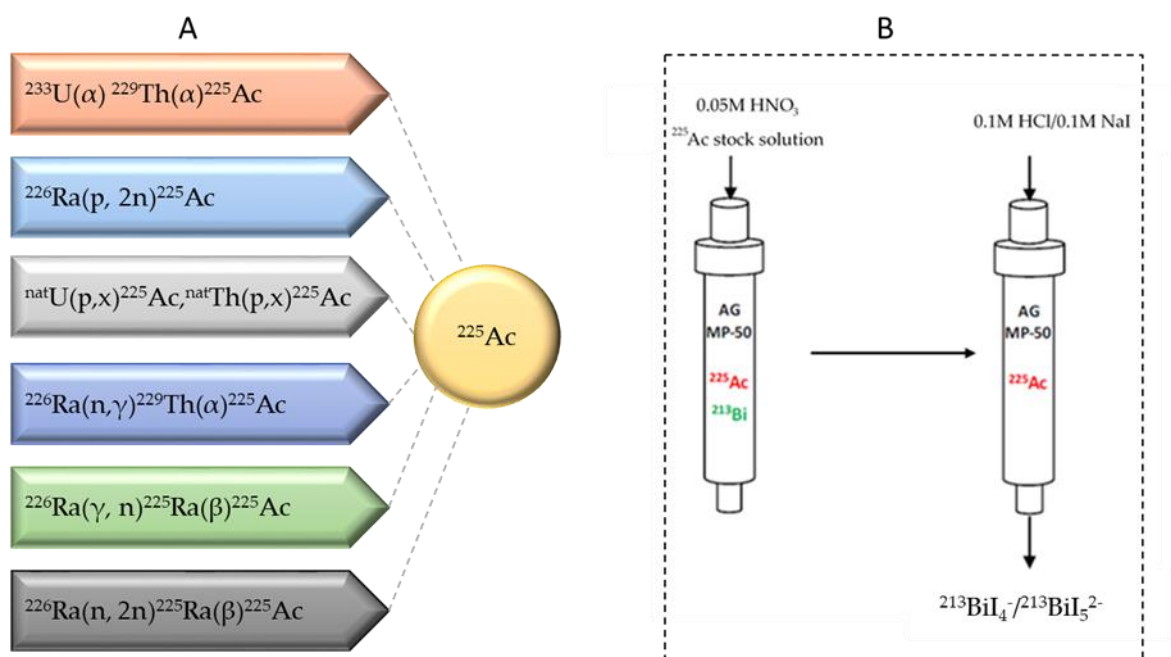 A
²³³U(α) ²²⁹Th(α)²²⁵Ac
²²⁶Ra(p, 2n)²²⁵Ac
ⁿᵃᵗU(p,x)²²⁵Ac,ⁿᵃᵗTh(p,x)²²⁵Ac
²²⁶Ra(n,γ)²²⁹Th(α)²²⁵Ac
²²⁶Ra(γ, n)²²⁵Ra(β)²²⁵Ac
²²⁶Ra(n, 2n)²²⁵Ra(β)²²⁵Ac
²²⁵Ac
B
0.05M HNO₃
²²⁵Ac stock solution
AG
MP-50
²²⁵Ac
²¹³Bi
0.1M HCl/0.1M NaI
AG
MP-50
²²⁵Ac
²¹³BiI₄⁻/²¹³BiI₅²⁻